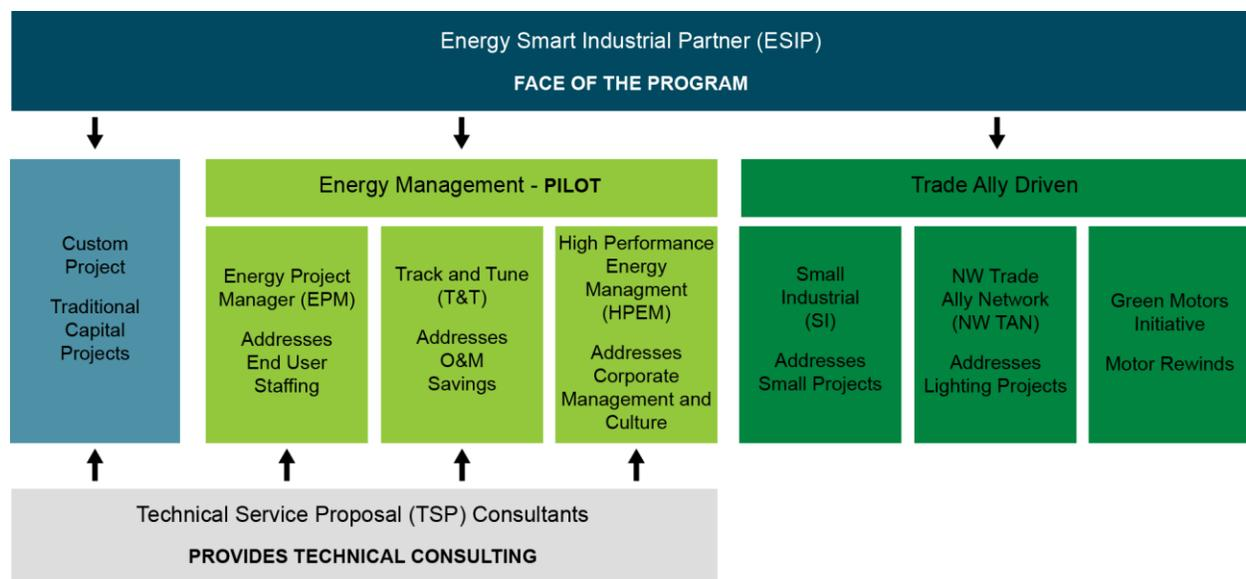 Energy Smart Industrial Partner (ESIP)
FACE OF THE PROGRAM
Custom
Project
Traditional
Capital
Projects
Energy Management - PILOT
Energy Project
Manager (EPM)
Addresses
End User
Staffing
Track and Tune
(T&T)
Addresses
O&M
Savings
High Performance
Energy
Managment
(HPEM)
Addresses
Corporate
Management and
Culture
Trade Ally Driven
Small
Industrial
(SI)
Addresses
Small Projects
NW Trade
Ally Network
(NW TAN)
Addresses
Lighting Projects
Green Motors
Initiative
Motor Rewinds
Technical Service Proposal (TSP) Consultants
PROVIDES TECHNICAL CONSULTING